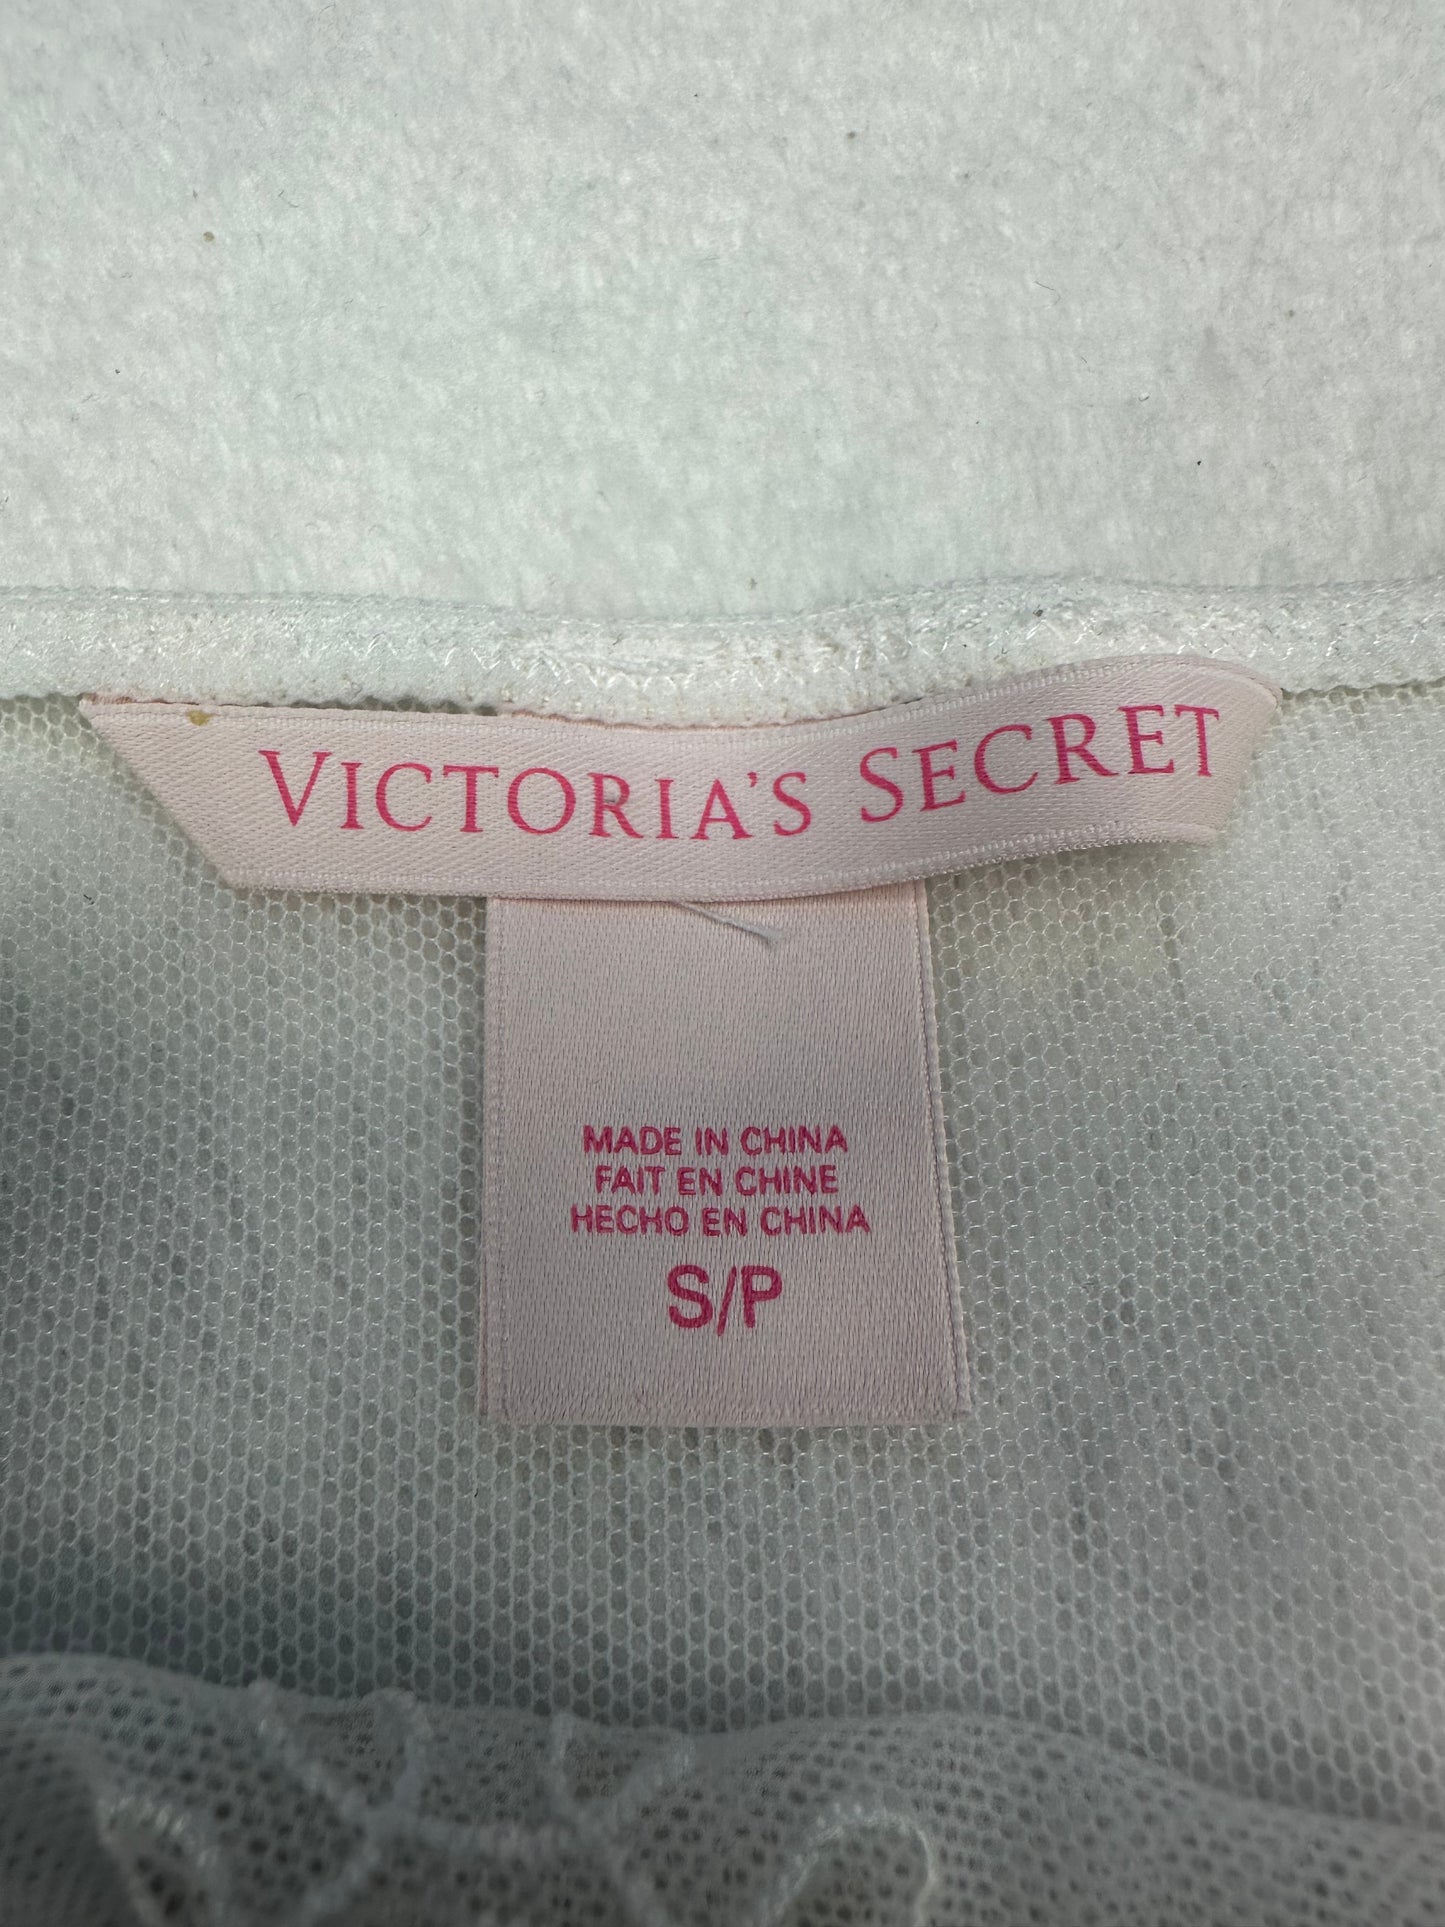 VICTORIA'S SECRET
MADE IN CHINA
FAIT EN CHINE
HECHO EN CHINA
S/P